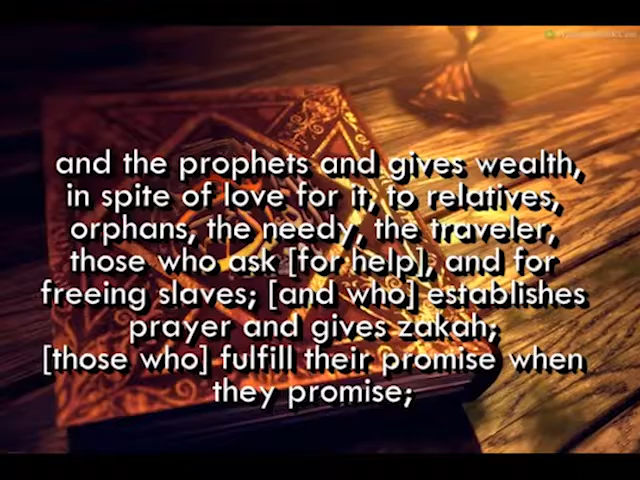 and the prophets and gives wealth,
in spite of love for it, to relatives,
orphans, the needy, the traveler,
those who ask [for help], and for
freeing slaves; [and who] establishes
prayer and gives zakah;
[those who] fulfill their promise when
they promise;